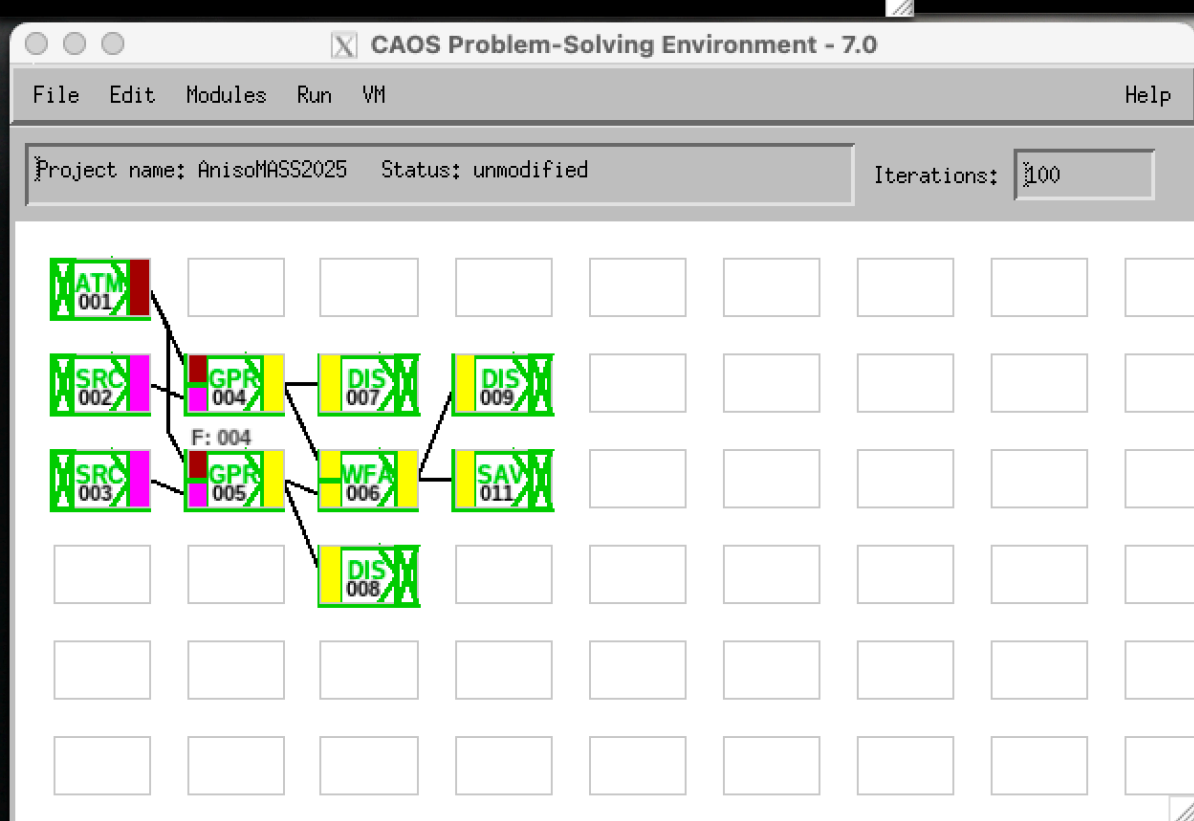 CAOS Problem-Solving Environment - 7.0
File Edit Modules Run VM Help
Project name: AnisoMASS2025 Status: unmodified Iterations: 100
ATM
001
SRC GPR DIS DIS
002 004 007 009
F: 004
SRC GPR WFA SAV
003 005 006 011
DIS
008